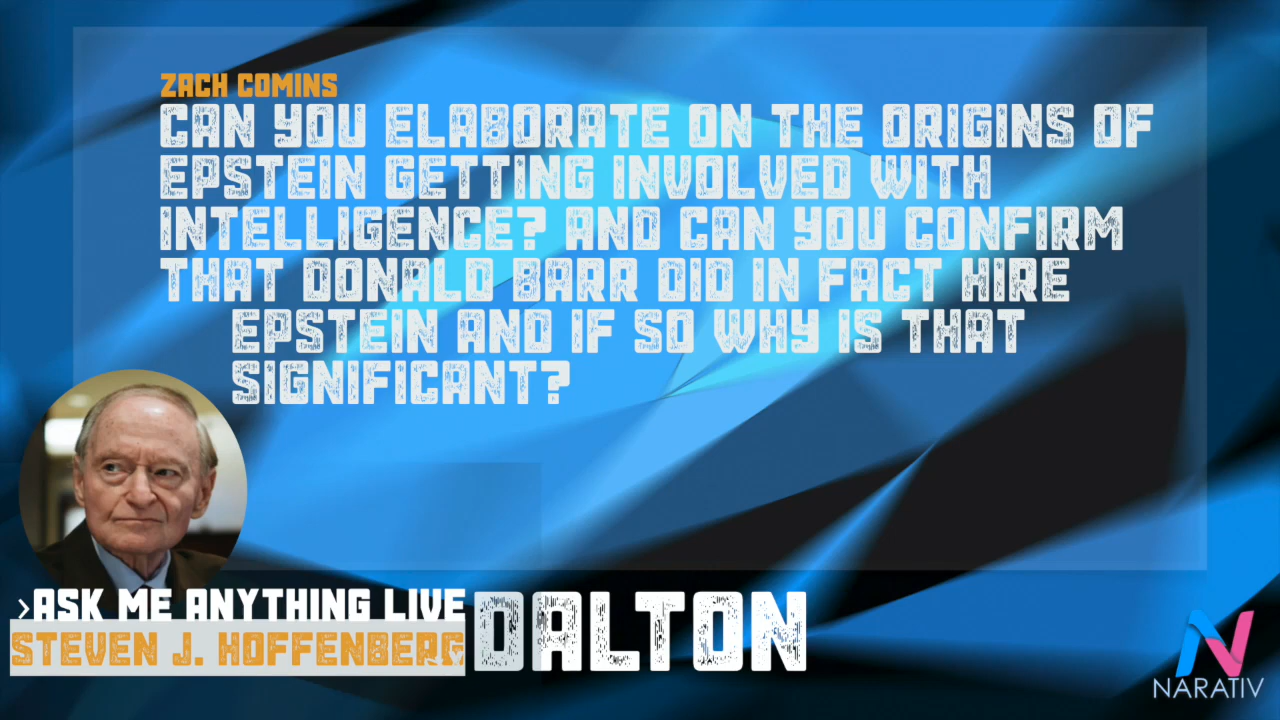 ZACH COMINS
CAN YOU ELABORATE ON THE ORIGINS OF
EPSTEIN GETTING INVOLVED WITH
INTELLIGENCE? AND CAN YOU CONFIRM
THAT DONALD BARR DID IN FACT HIRE
EPSTEIN AND IF SO WHY IS THAT
SIGNIFICANT?
›ASK ME ANYTHING LIVE
STEVEN J. HOFFENBERG
DALTON
NARATIV